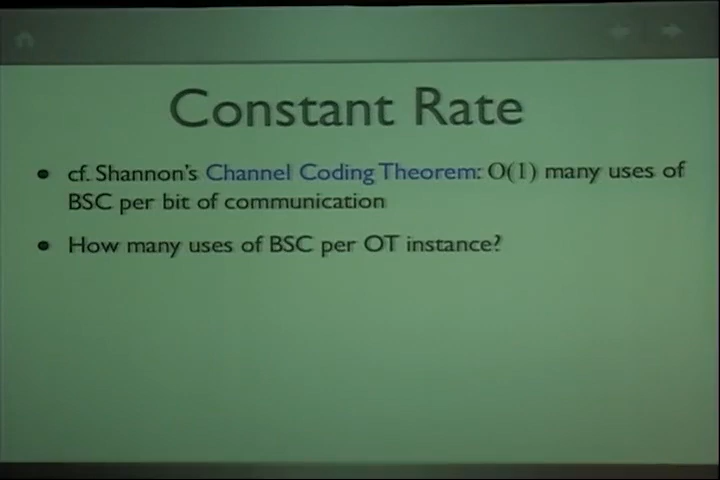 Constant Rate
• cf. Shannon's Channel Coding Theorem: O(1) many uses of
BSC per bit of communication
• How many uses of BSC per OT instance?